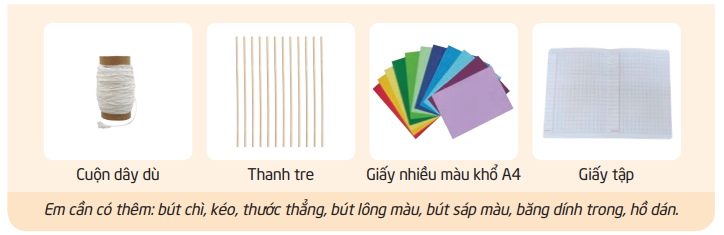 Cuộn dây dù
Thanh tre
Giấy nhiều màu khổ A4
Giấy tập
Em cần có thêm: bút chì, kéo, thước thẳng, bút lông màu, bút sáp màu, băng dính trong, hồ dán.